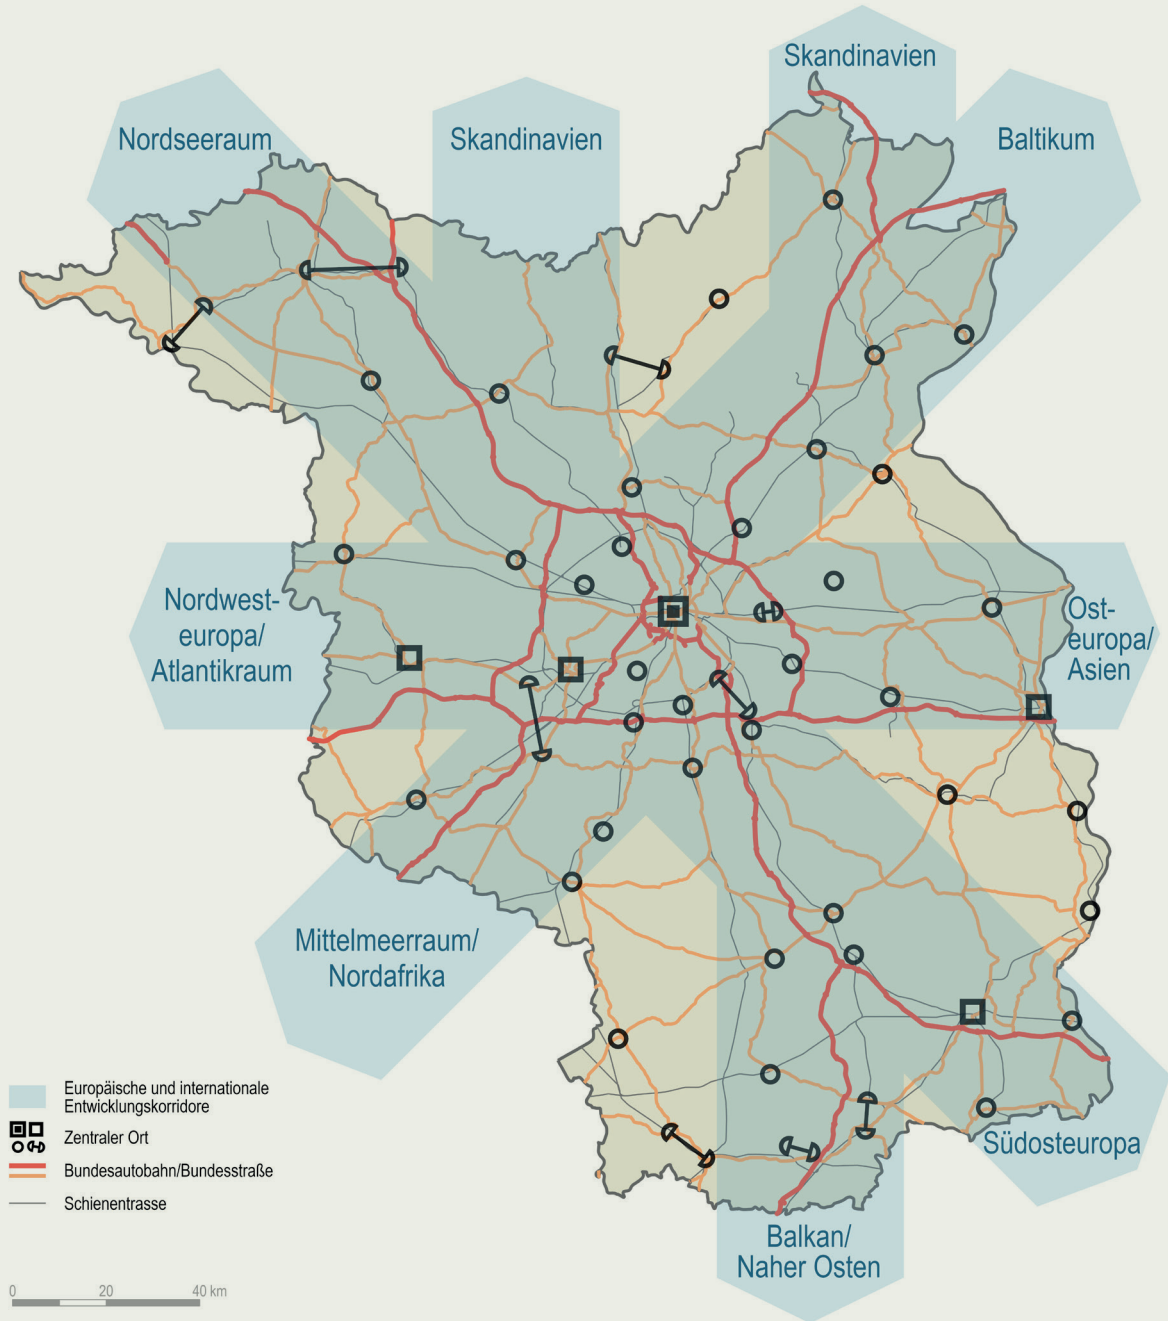 Skandinavien
Nordseeraum
Skandinavien
Baltikum
Nordwest-
europa/
Atlantikraum
Ost-
europa/
Asien
Mittelmeerraum/
Nordafrika
Südosteuropa
Balkan/
Naher Osten
Europäische und internationale
Entwicklungskorridore
Zentraler Ort
Bundesautobahn/Bundesstraße
Schienentrasse
0 20 40 km